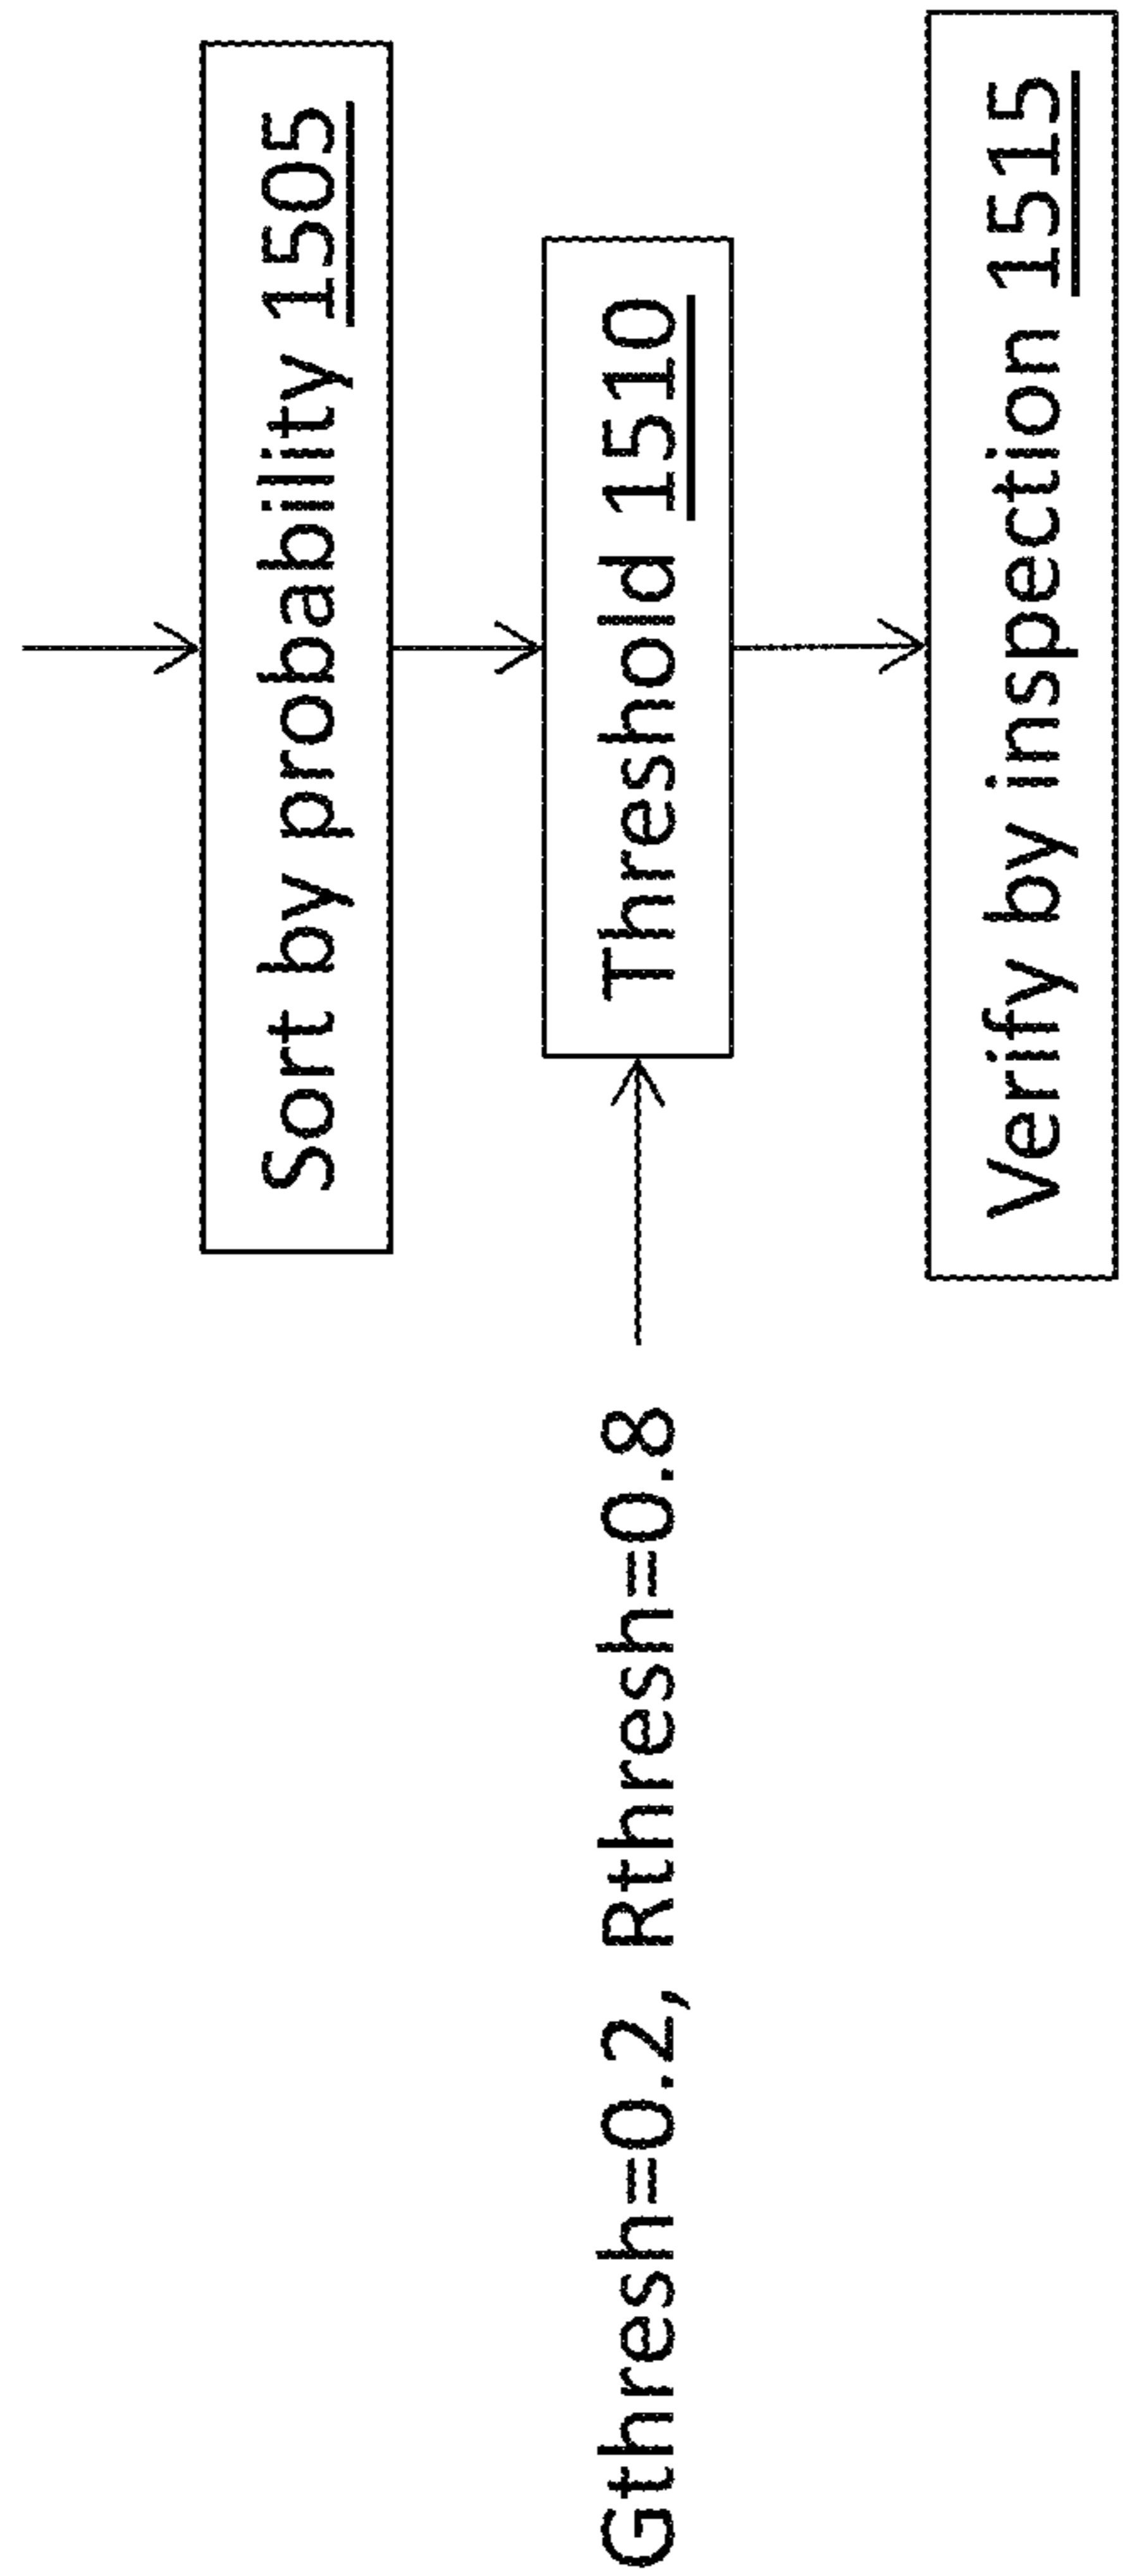 Sort by probability 1505
Gthresh=0.2, Rthresh=0.8
Threshold 1510
Verify by inspection 1515